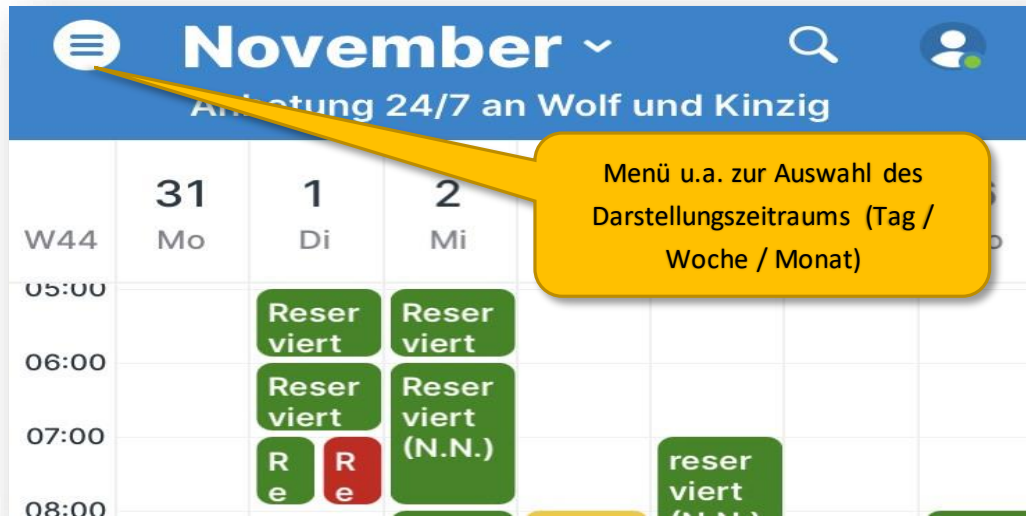 November
24/7 an Wolf und Kinzig
Menü u.a. zur Auswahl des
Darstellungszeitraums (Tag /
Woche / Monat)
31 1 2
W44 Mo Di Mi
05:00
Reser
viert
Reser
viert
06:00
Reser
viert
Reser
viert
(N.N.)
07:00
R
e
R
e
reser
viert
(N.N.)
08:00